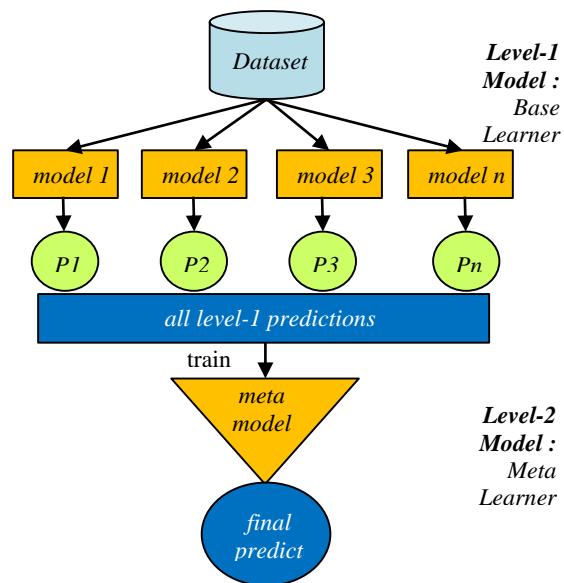 Dataset
Level-1
Model :
Base
Learner
model 1
model 2
model 3
model n
P1
P2
P3
Pn
all level-1 predictions
train
meta
model
Level-2
Model :
Meta
Learner
final
predict